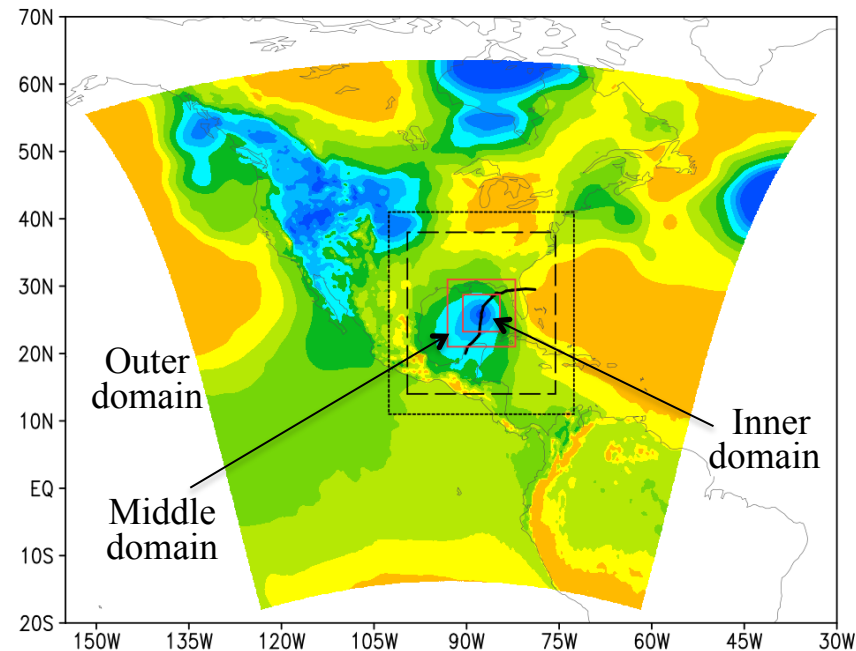 70N
60N
50N
40N
30N
20N
10N
EQ
10S
20S
150W 135W 120W 105W 90W 75W 60W 45W 30W
Outer
domain
Middle
domain
Inner
domain